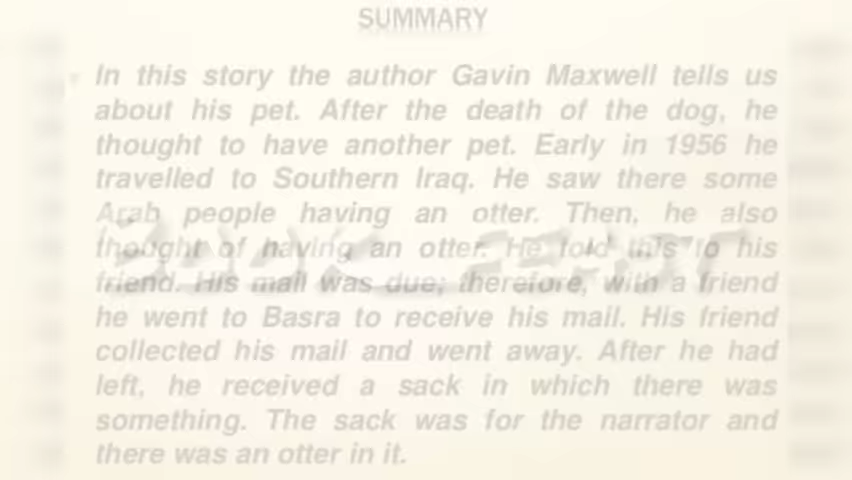 SUMMARY
In this story the author Gavin Maxwell tells us
about his pet. After the death of the dog, he
thought to have another pet. Early in 1956 he
travelled to Southern Iraq. He saw there some
Arab people having an otter. Then, he also
thought of having an otter. He told this to his
friend. His mail was due; therefore, with a friend
he went to Basra to receive his mail. His friend
collected his mail and went away. After he had
left, he received a sack in which there was
something. The sack was for the narrator and
there was an otter in it.